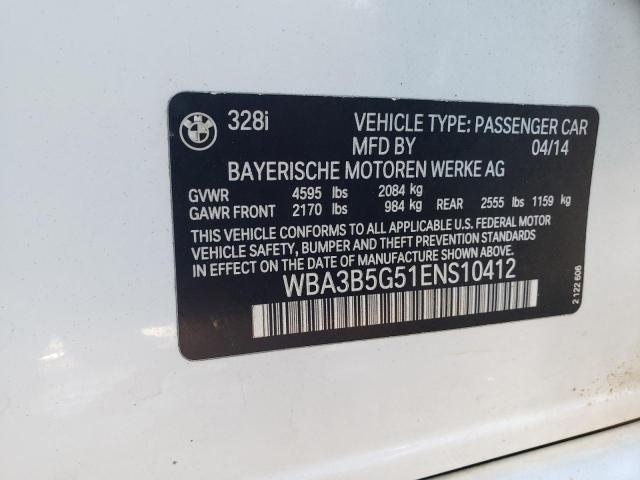 BMW 328i VEHICLE TYPE: PASSENGER CAR
MFD BY 04/14
BAYERISCHE MOTOREN WERKE AG
GVWR 4595 lbs 2084 kg
GAWR FRONT 2170 lbs 984 kg REAR 2555 lbs 1159 kg
THIS VEHICLE CONFORMS TO ALL APPLICABLE U.S. FEDERAL MOTOR
VEHICLE SAFETY, BUMPER AND THEFT PREVENTION STANDARDS
IN EFFECT ON THE DATE OF MANUFACTURE SHOWN ABOVE.
WBA3B5G51ENS10412
2 122 606